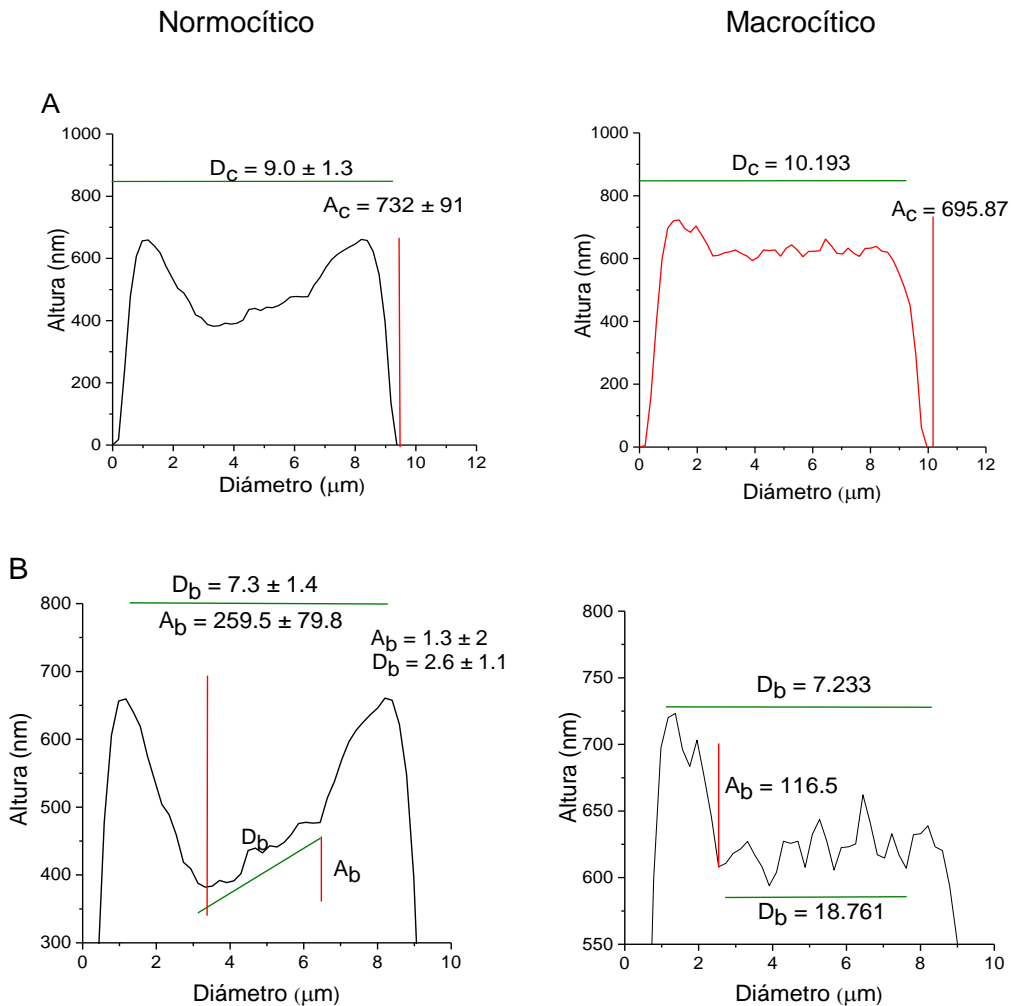 Normocítico
Macrocítico
A
1000
800
600
400
200
0
Altura (nm)
D_c = 9.0 ± 1.3
A_c = 732 ± 91
0 2 4 6 8 10 12
Diámetro (μm)
1000
800
600
400
200
0
Altura (nm)
D_c = 10.193
A_c = 695.87
0 2 4 6 8 10 12
Diámetro (μm)
B
800
700
600
500
400
300
Altura (nm)
D_b = 7.3 ± 1.4
A_b = 259.5 ± 79.8
A_b = 1.3 ± 2
D_b = 2.6 ± 1.1
D_b
A_b
0 2 4 6 8 10
Diámetro (μm)
800
750
700
650
600
550
Altura (nm)
D_b = 7.233
A_b = 116.5
D_b = 18.761
0 2 4 6 8 10
Diámetro (μm)